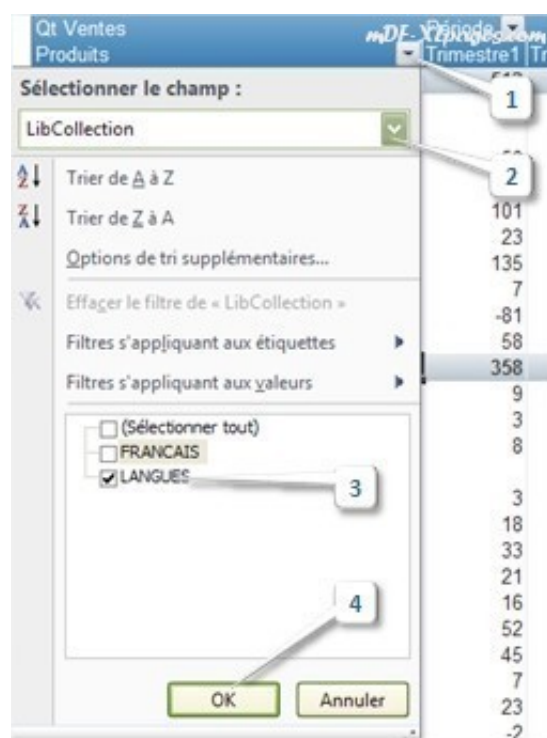 Qt Ventes
mDF-XLpages.com
Période
Produits
Trimestre1
Sélectionner le champ :
1
LibCollection
2
Trier de A à Z
Trier de Z à A
101
23
Options de tri supplémentaires...
135
7
Effacer le filtre de « LibCollection »
-81
Filtres s'appliquant aux étiquettes
58
358
Filtres s'appliquant aux valeurs
9
3
(Sélectionner tout)
8
FRANCAIS
LANGUES
3
3
18
33
21
4
16
52
45
7
OK
Annuler
23
-2